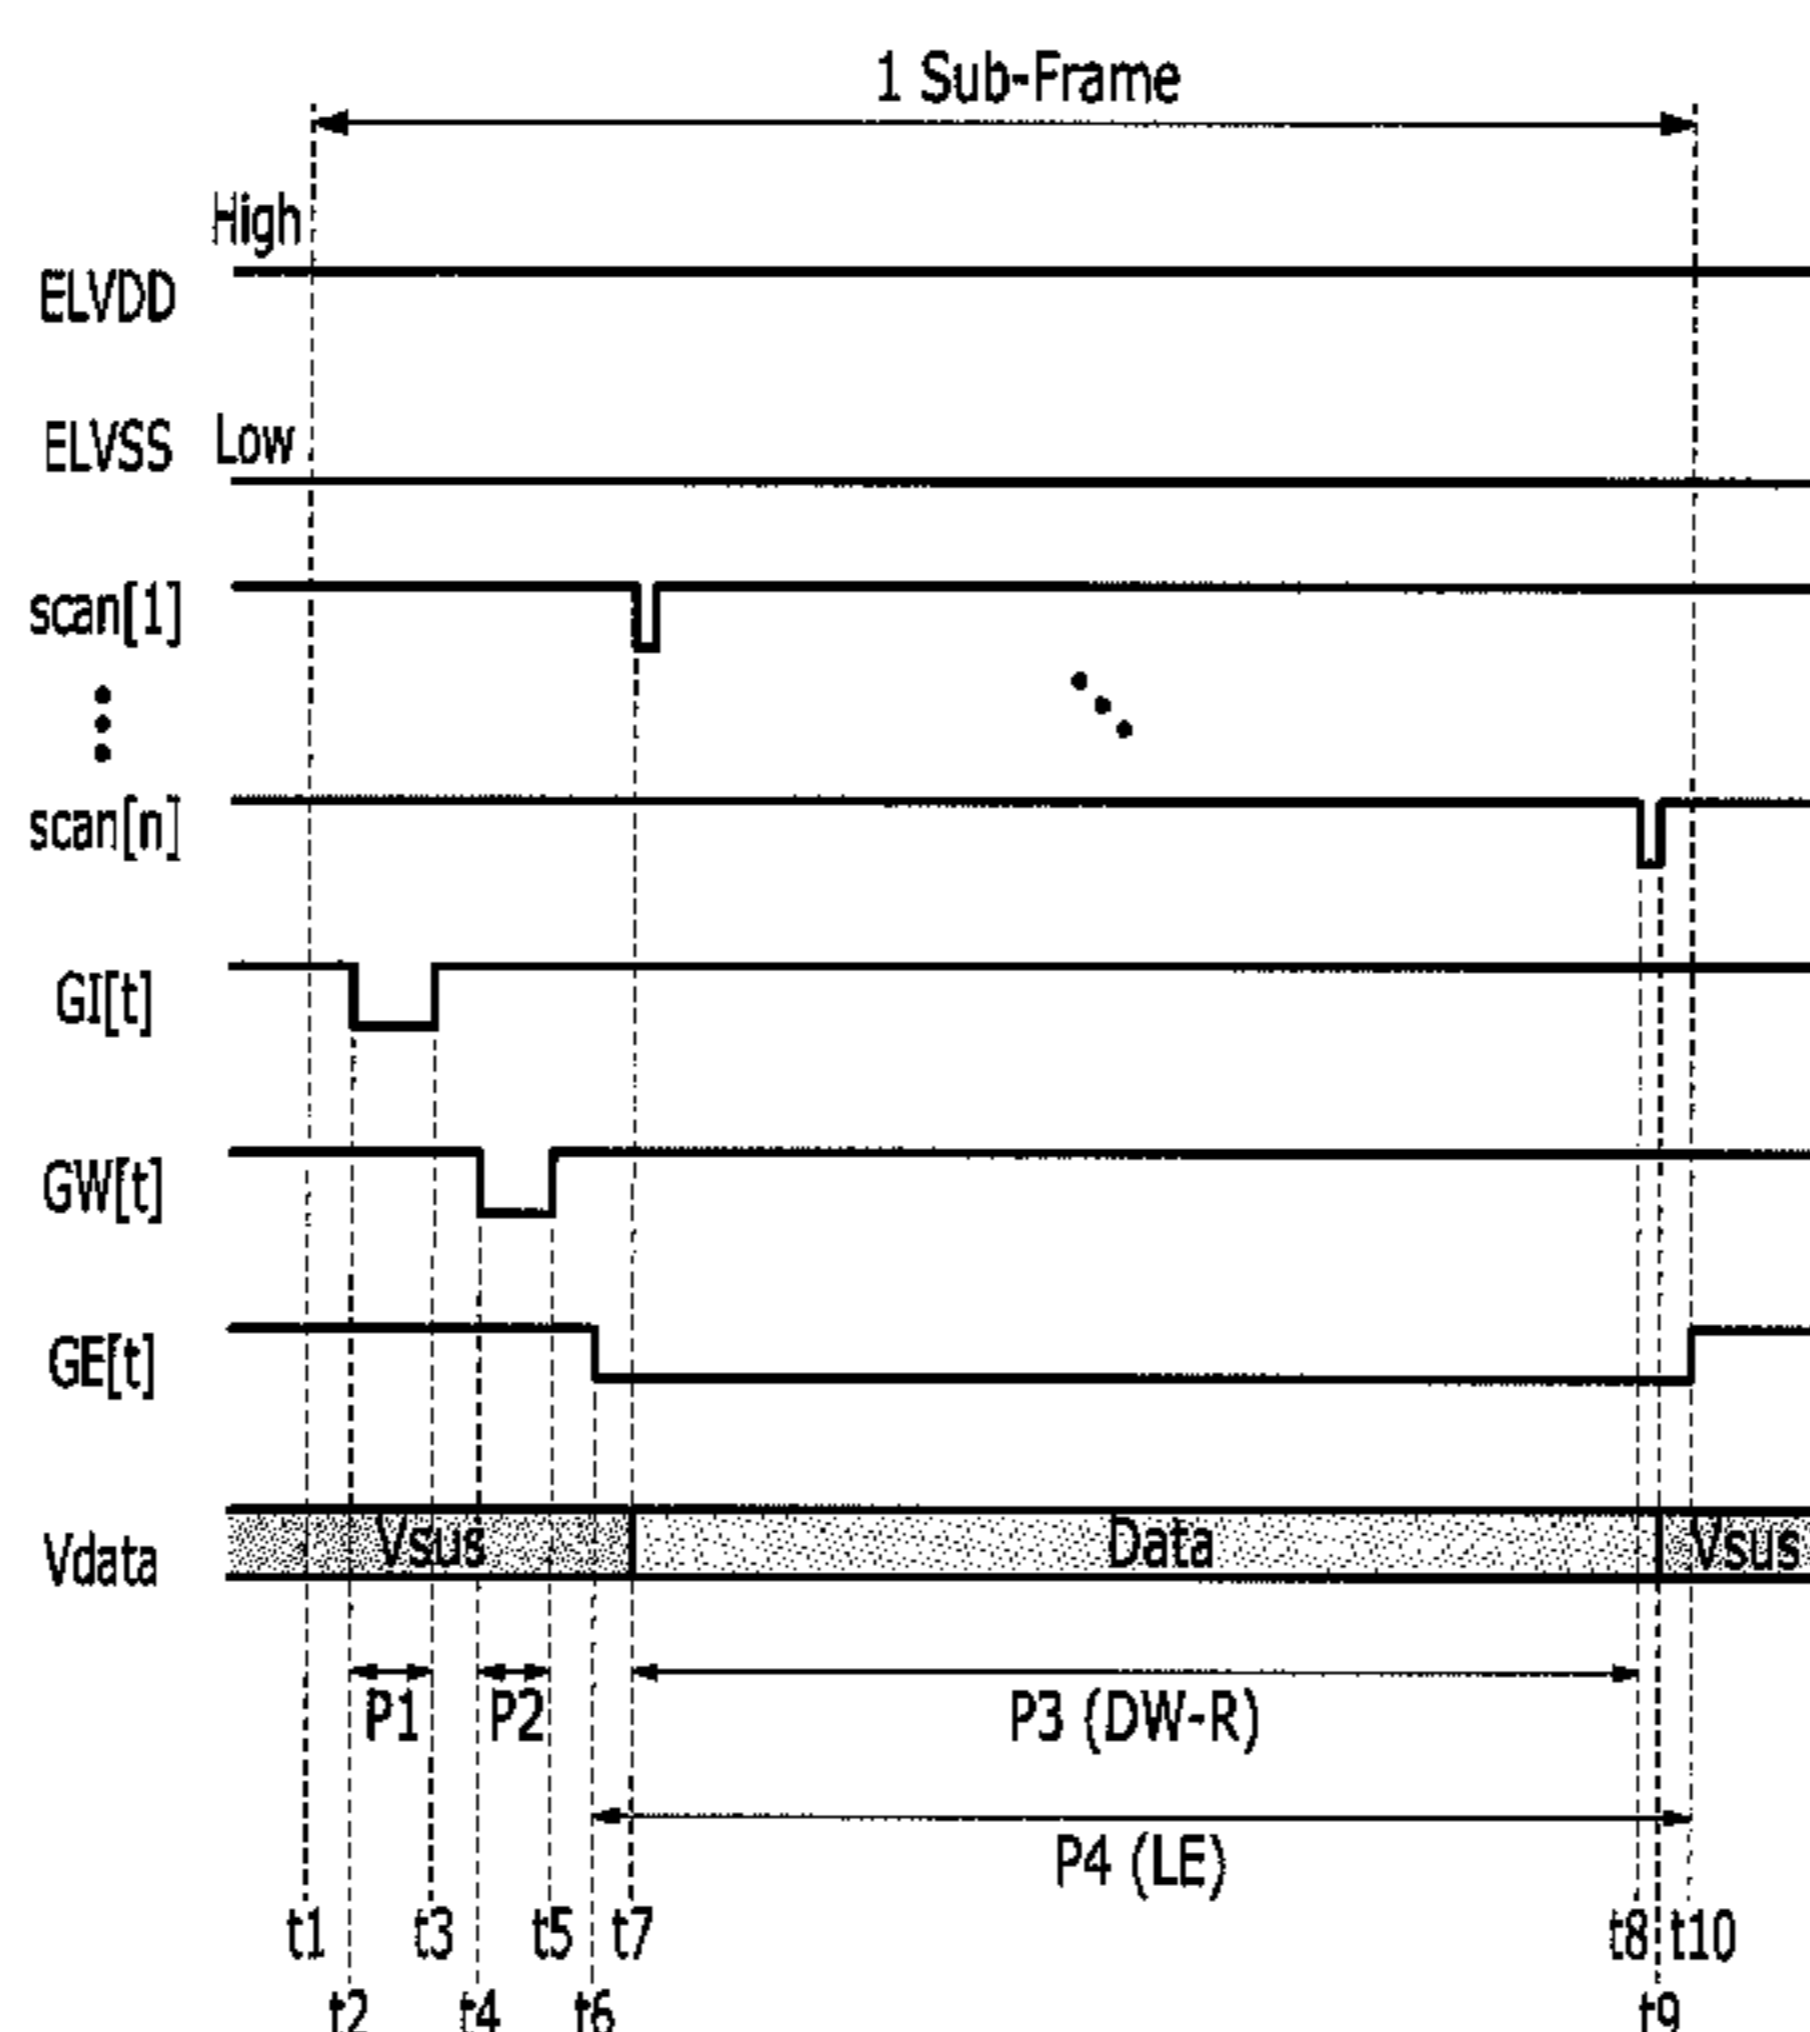 1 Sub-Frame
High
ELVDD
ELVSS Low
scan[1]
scan[n]
GI[t]
GW[t]
GE[t]
Vdata Vsus Data Vsus
P1 P2 P3 (DW-R)
P4 (LE)
t1 t3 t5 t7 t8 t10
t2 t4 t6 t9